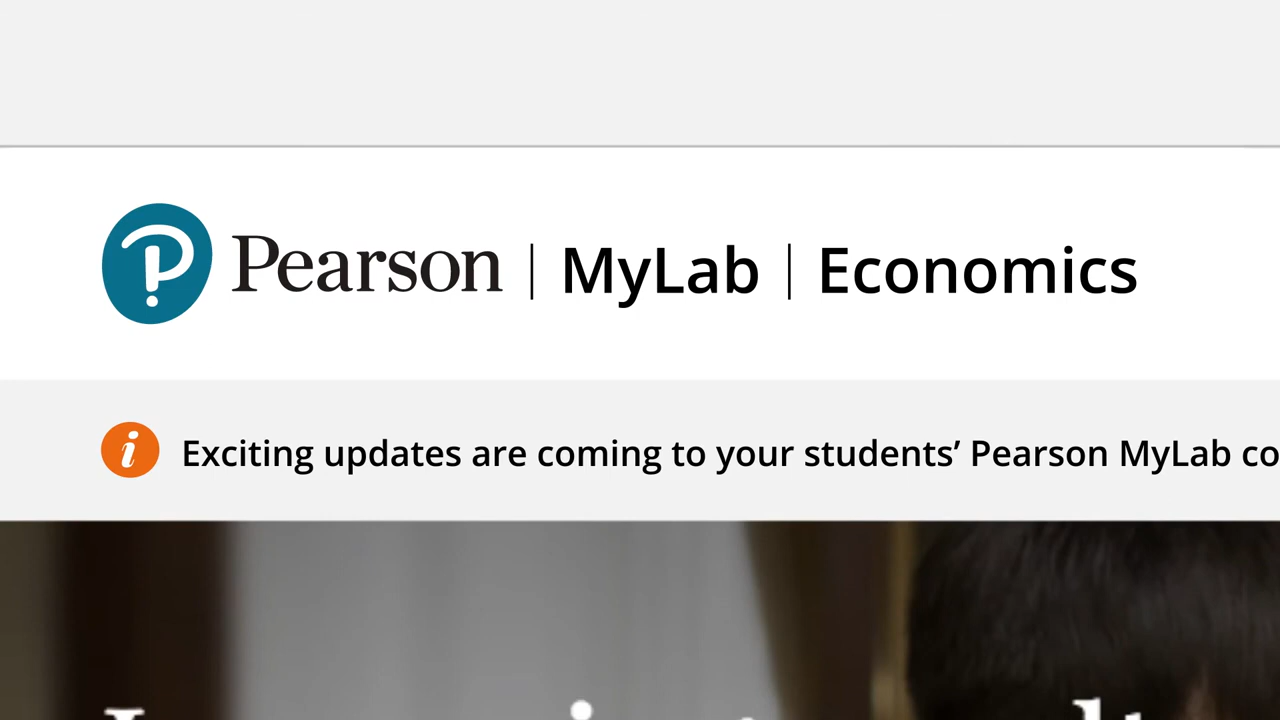 Pearson | MyLab | Economics
Exciting updates are coming to your students’ Pearson MyLab co